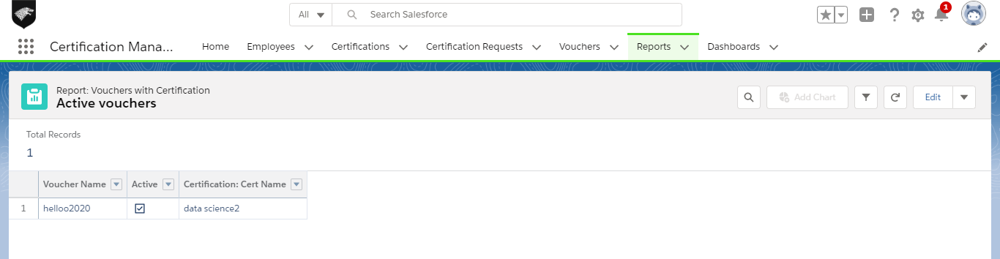 All Search Salesforce 1
Certification Mana... Home Employees Certifications Certification Requests Vouchers Reports Dashboards
Report: Vouchers with Certification
Active vouchers
Add Chart Edit
Total Records
1
Voucher Name Active Certification: Cert Name
1 helloo2020 data science2